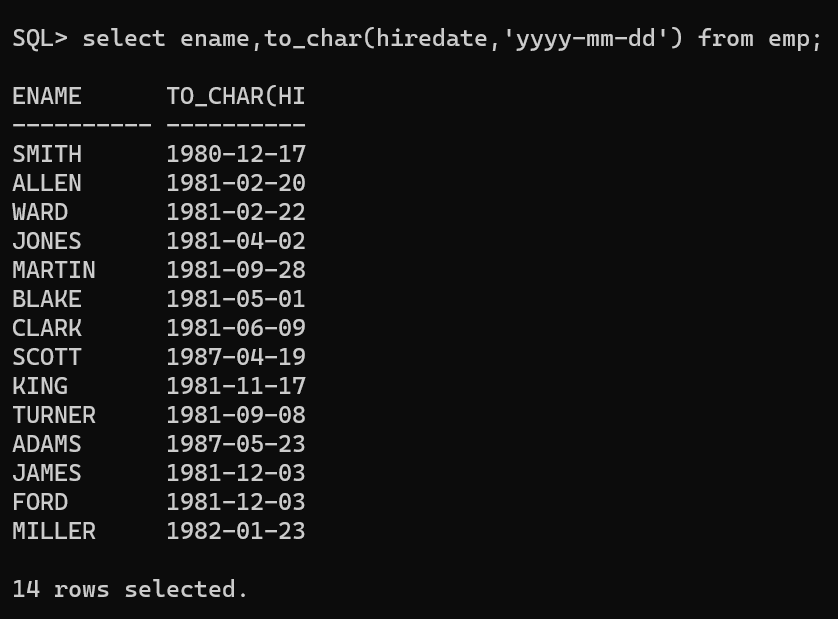 SQL> select ename,to_char(hiredate,'yyyy-mm-dd') from emp;
ENAME      TO_CHAR(HI
---------- ----------
SMITH      1980-12-17
ALLEN      1981-02-20
WARD       1981-02-22
JONES      1981-04-02
MARTIN     1981-09-28
BLAKE      1981-05-01
CLARK      1981-06-09
SCOTT      1987-04-19
KING       1981-11-17
TURNER     1981-09-08
ADAMS      1987-05-23
JAMES      1981-12-03
FORD       1981-12-03
MILLER     1982-01-23
14 rows selected.